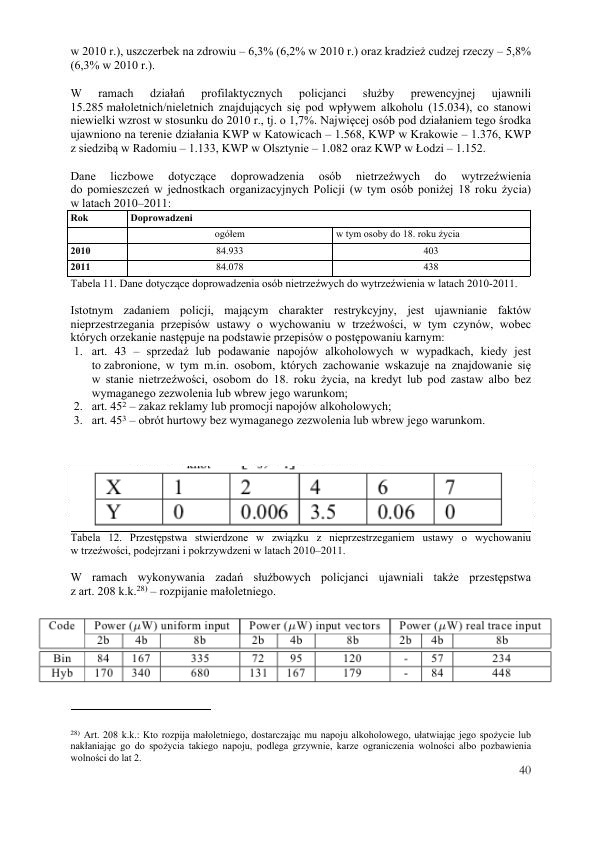 w 2010 r.), uszczerbek na zdrowiu – 6,3% (6,2% w 2010 r.) oraz kradzież cudzej rzeczy – 5,8%
(6,3% w 2010 r.).
W ramach działań profilaktycznych policjanci służby prewencyjnej ujawnili
15.285 małoletnich/nieletnich znajdujących się pod wpływem alkoholu (15.034), co stanowi
niewielki wzrost w stosunku do 2010 r., tj. o 1,7%. Najwięcej osób pod działaniem tego środka
ujawniono na terenie działania KWP w Katowicach – 1.568, KWP w Krakowie – 1.376, KWP
z siedzibą w Radomiu – 1.133, KWP w Olsztynie – 1.082 oraz KWP w Łodzi – 1.152.
Dane liczbowe dotyczące doprowadzenia osób nietrzeźwych do wytrzeźwienia
do pomieszczeń w jednostkach organizacyjnych Policji (w tym osób poniżej 18 roku życia)
w latach 2010–2011:
Rok Doprowadzeni
ogółem w tym osoby do 18. roku życia
2010 84.933 403
2011 84.078 438
Tabela 11. Dane dotyczące doprowadzenia osób nietrzeźwych do wytrzeźwienia w latach 2010-2011.
Istotnym zadaniem policji, mającym charakter restrykcyjny, jest ujawnianie faktów
nieprzestrzegania przepisów ustawy o wychowaniu w trzeźwości, w tym czynów, wobec
których orzekanie następuje na podstawie przepisów o postępowaniu karnym:
1. art. 43 – sprzedaż lub podawanie napojów alkoholowych w wypadkach, kiedy jest
to zabronione, w tym m.in. osobom, których zachowanie wskazuje na znajdowanie się
w stanie nietrzeźwości, osobom do 18. roku życia, na kredyt lub pod zastaw albo bez
wymaganego zezwolenia lub wbrew jego warunkom;
2. art. 45² – zakaz reklamy lub promocji napojów alkoholowych;
3. art. 45³ – obrót hurtowy bez wymaganego zezwolenia lub wbrew jego warunkom.
X 1 2 4 6 7
Y 0 0.006 3.5 0.06 0
Tabela 12. Przestępstwa stwierdzone w związku z nieprzestrzeganiem ustawy o wychowaniu
w trzeźwości, podejrzani i pokrzywdzeni w latach 2010–2011.
W ramach wykonywania zadań służbowych policjanci ujawniali także przestępstwa
z art. 208 k.k.²⁸⁾ – rozpijanie małoletniego.
Code Power (μW) uniform input Power (μW) input vectors Power (μW) real trace input
2b 4b 8b 2b 4b 8b 2b 4b 8b
Bin 84 167 335 72 95 120 - 57 234
Hyb 170 340 680 131 167 179 - 84 448
²⁸⁾ Art. 208 k.k.: Kto rozpija małoletniego, dostarczając mu napoju alkoholowego, ułatwiając jego spożycie lub
nakłaniając go do spożycia takiego napoju, podlega grzywnie, karze ograniczenia wolności albo pozbawienia
wolności do lat 2.
40